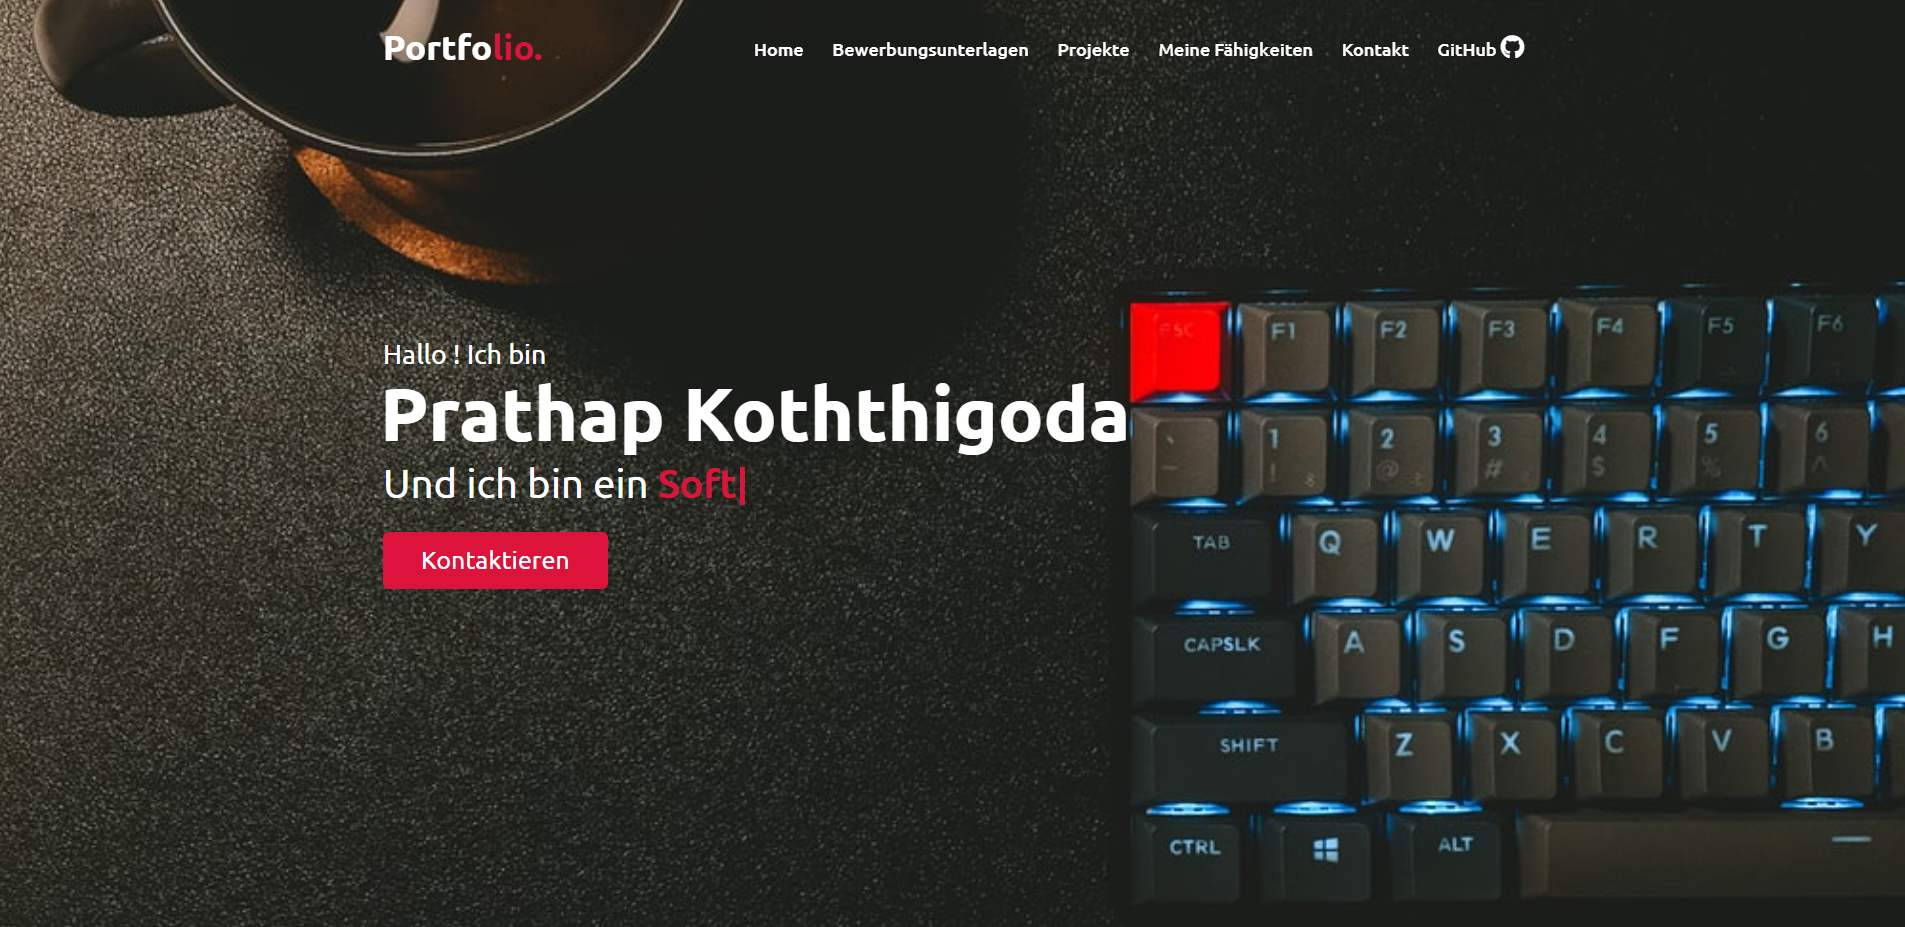 Portfolio.
Home Bewerbungsunterlagen Projekte Meine Fähigkeiten Kontakt GitHub
Hallo ! Ich bin
Prathap Koththigoda
Und ich bin ein Soft|
Kontaktieren
ESC F1 F2 F3 F4 F5 F6
` 1 2 3 4 5 6
~ ! @ # $ % ^
TAB Q W E R T Y
CAPSLK A S D F G H
SHIFT Z X C V B
CTRL ALT